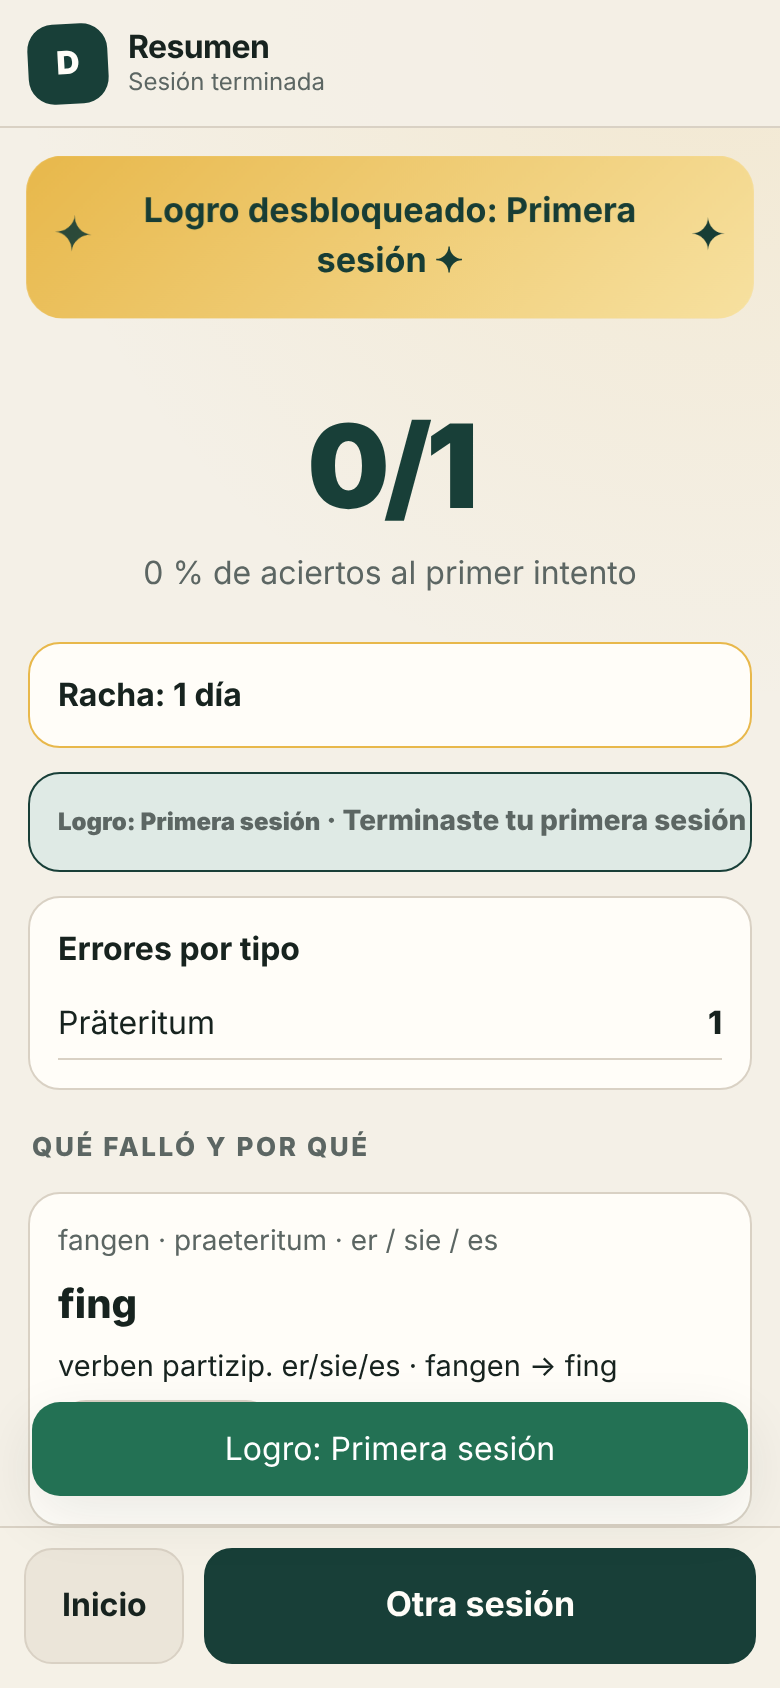 D
Resumen
Sesión terminada
✦ Logro desbloqueado: Primera ✦
sesión ✦
0/1
0 % de aciertos al primer intento
Racha: 1 día
Logro: Primera sesión · Terminaste tu primera sesión
Errores por tipo
Präteritum 1
QUÉ FALLÓ Y POR QUÉ
fangen · praeteritum · er / sie / es
fing
verben partizip. er/sie/es · fangen → fing
Logro: Primera sesión
Inicio
Otra sesión